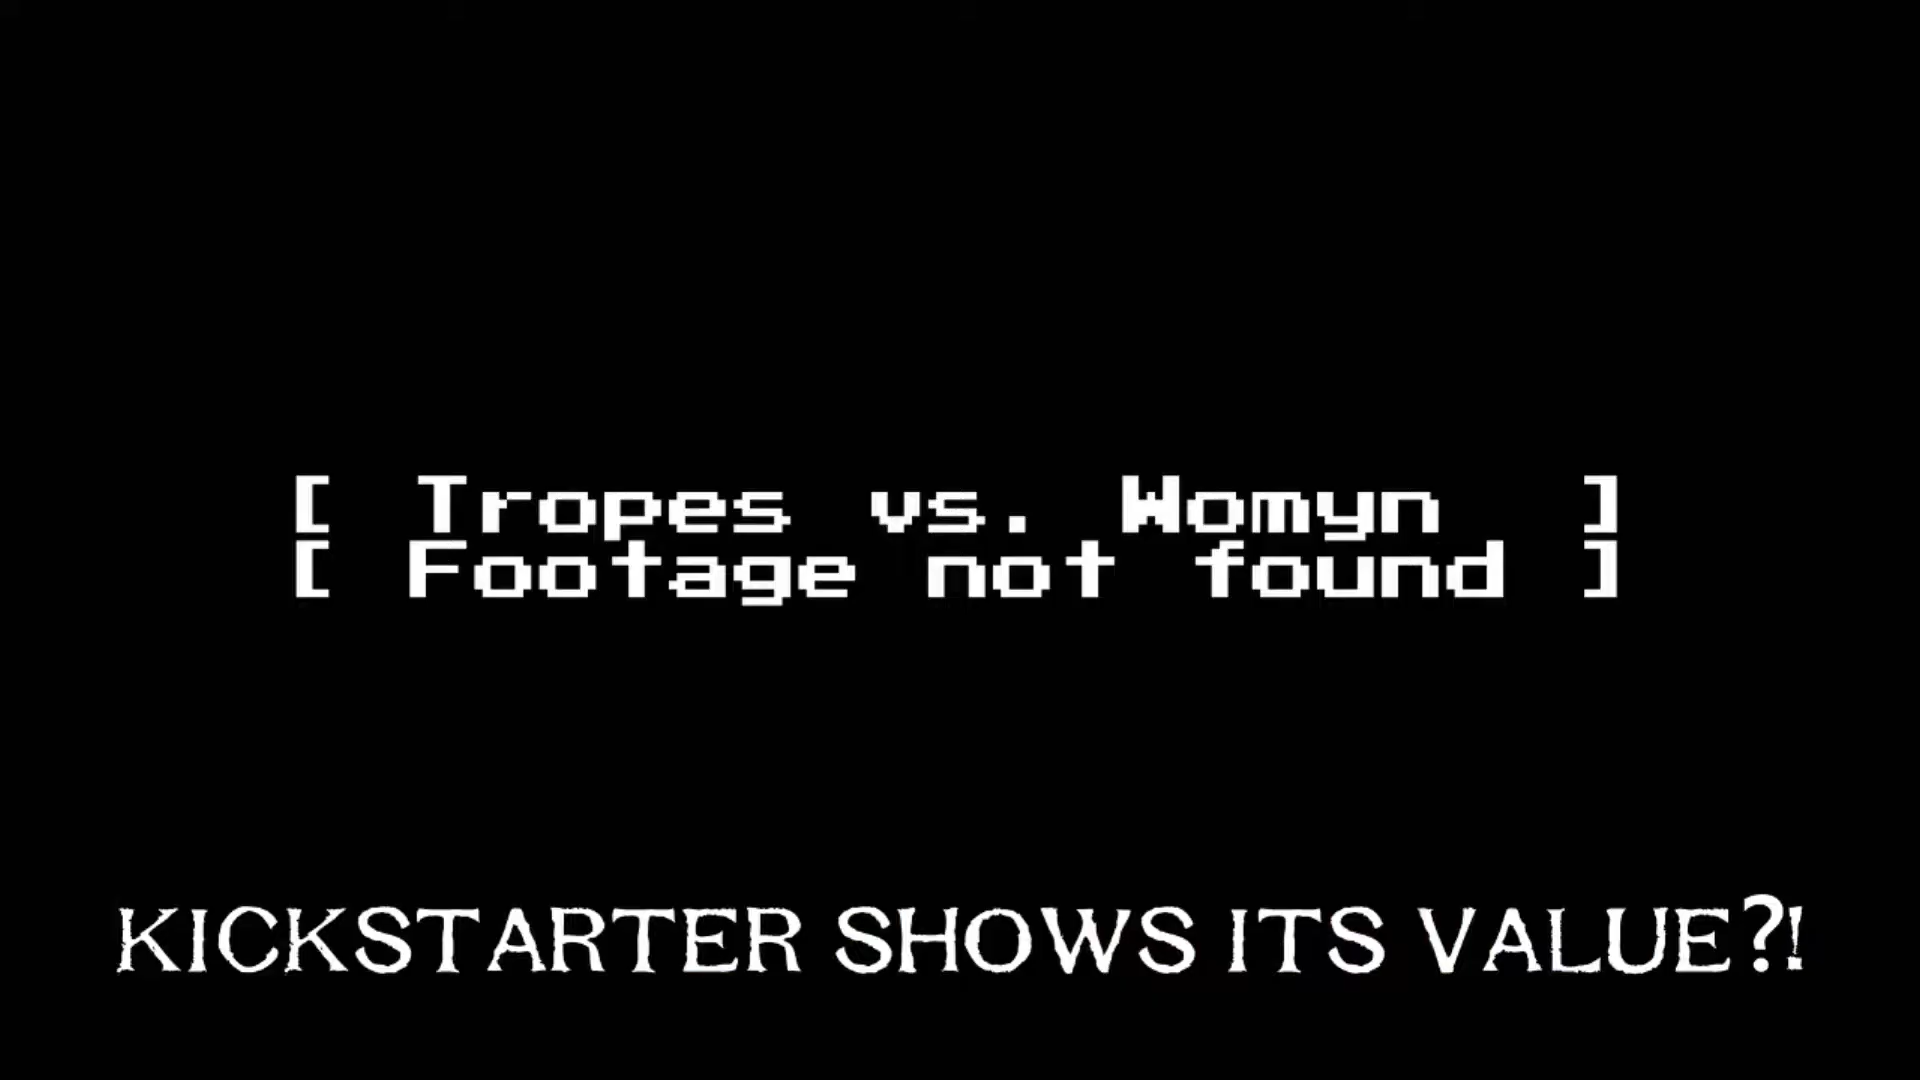 [ Tropes vs. Womyn ]
[ Footage not found ]
KICKSTARTER SHOWS ITS VALUE?!